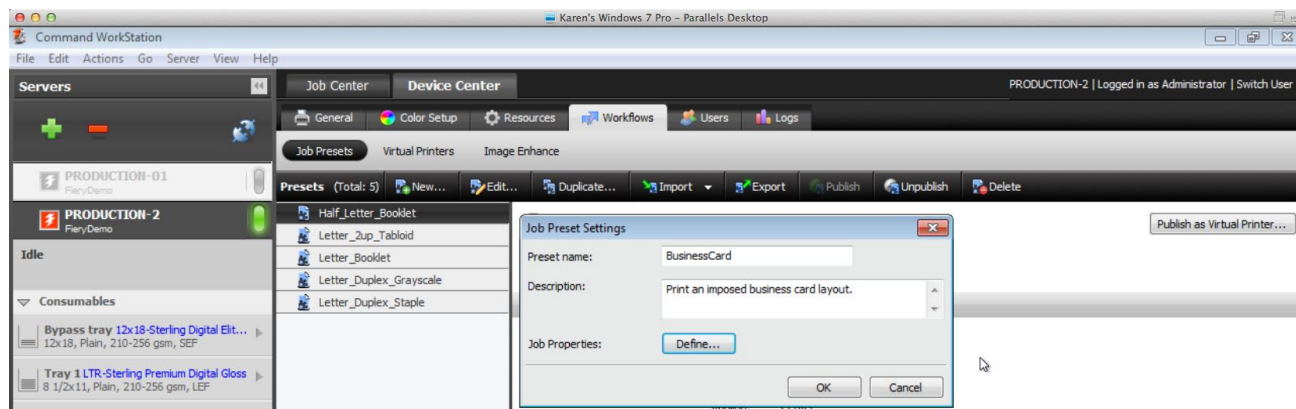 Karen's Windows 7 Pro - Parallels Desktop
Command WorkStation
File Edit Actions Go Server View Help
Servers
Job Center Device Center
PRODUCTION-2 | Logged in as Administrator | Switch User
General Color Setup Resources Workflows Users Logs
Job Presets Virtual Printers Image Enhance
PRODUCTION-01
FieryDemo
Presets (Total: 5) New... Edit... Duplicate... Import Export Publish Unpublish Delete
PRODUCTION-2
FieryDemo
Idle
Consumables
Bypass tray 12x18-Sterling Digital Elit...
12x18, Plain, 210-256 gsm, SEF
Tray 1 LTR-Sterling Premium Digital Gloss
8 1/2x11, Plain, 210-256 gsm, LEF
Half_Letter_Booklet
Letter_2up_Tabloid
Letter_Booklet
Letter_Duplex_Grayscale
Letter_Duplex_Staple
Publish as Virtual Printer...
Job Preset Settings
Preset name: BusinessCard
Description: Print an imposed business card layout.
Job Properties: Define...
OK Cancel